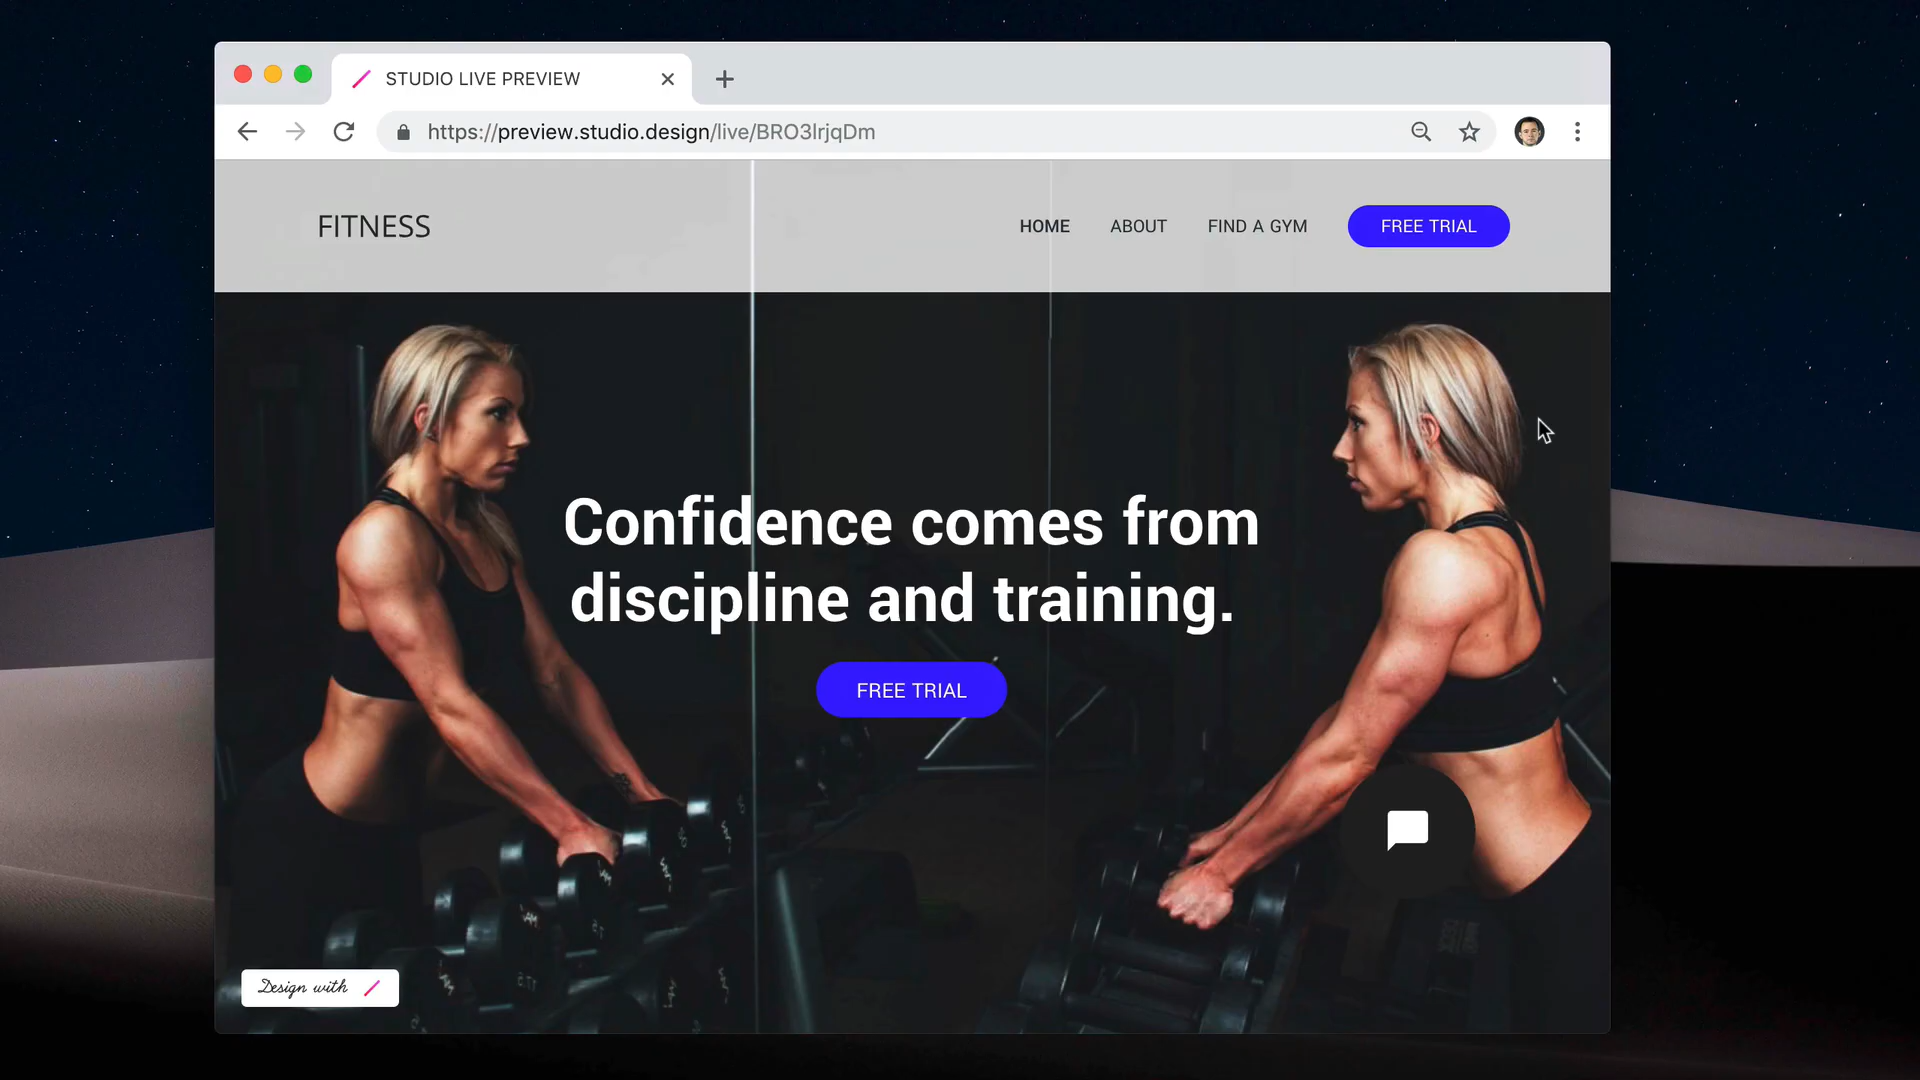 STUDIO LIVE PREVIEW
https://preview.studio.design/live/BRO3lrjqDm
FITNESS
HOME
ABOUT
FIND A GYM
FREE TRIAL
Confidence comes from
discipline and training.
FREE TRIAL
Design with